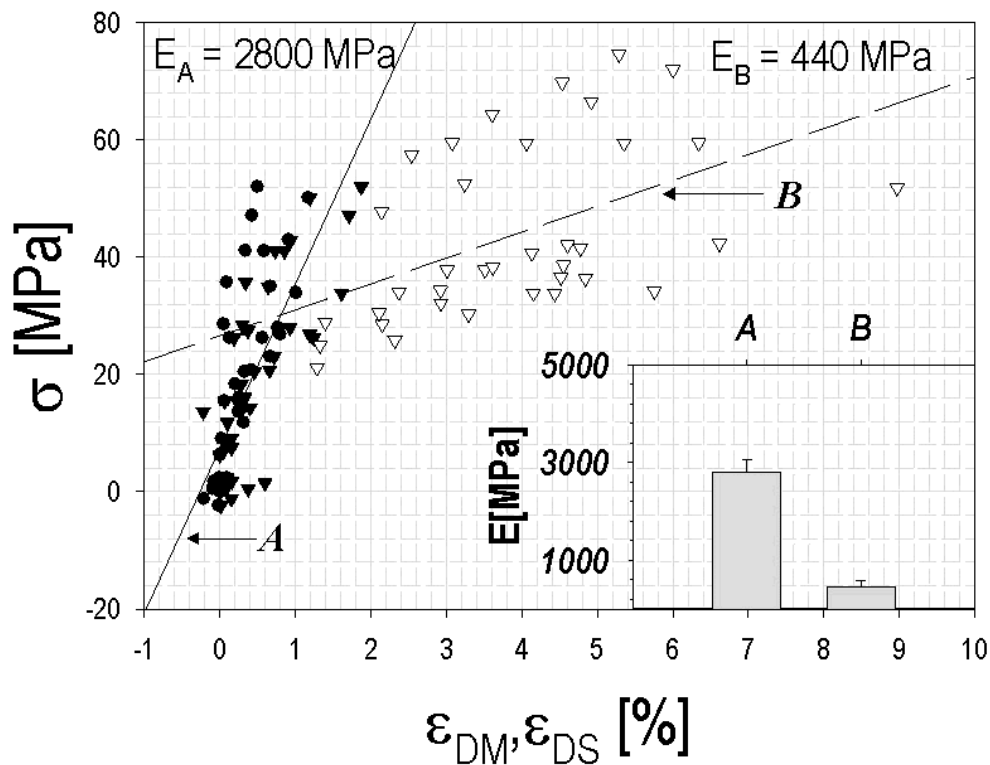 80
E_A = 2800 MPa
E_B = 440 MPa
60
B
40
σ [MPa]
A B
5000
20
3000
E[MPa]
0
A
1000
-20
-1 0 1 2 3 4 5 6 7 8 9 10
ε_DM,ε_DS [%]